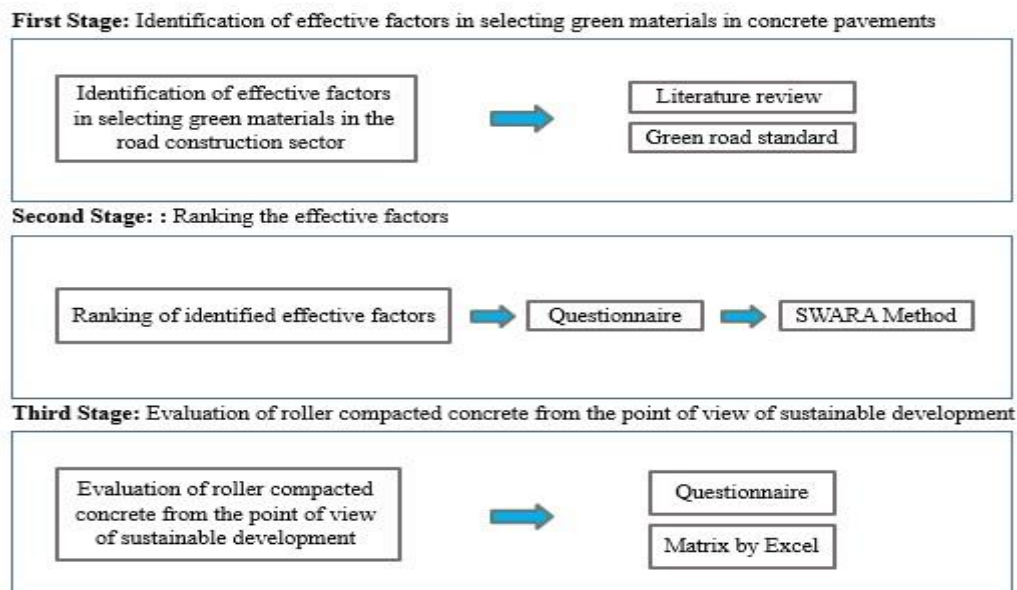 First Stage: Identification of effective factors in selecting green materials in concrete pavements
Identification of effective factors
in selecting green materials in the
road construction sector
Literature review
Green road standard
Second Stage: : Ranking the effective factors
Ranking of identified effective factors
Questionnaire
SWARA Method
Third Stage: Evaluation of roller compacted concrete from the point of view of sustainable development
Evaluation of roller compacted
concrete from the point of view
of sustainable development
Questionnaire
Matrix by Excel